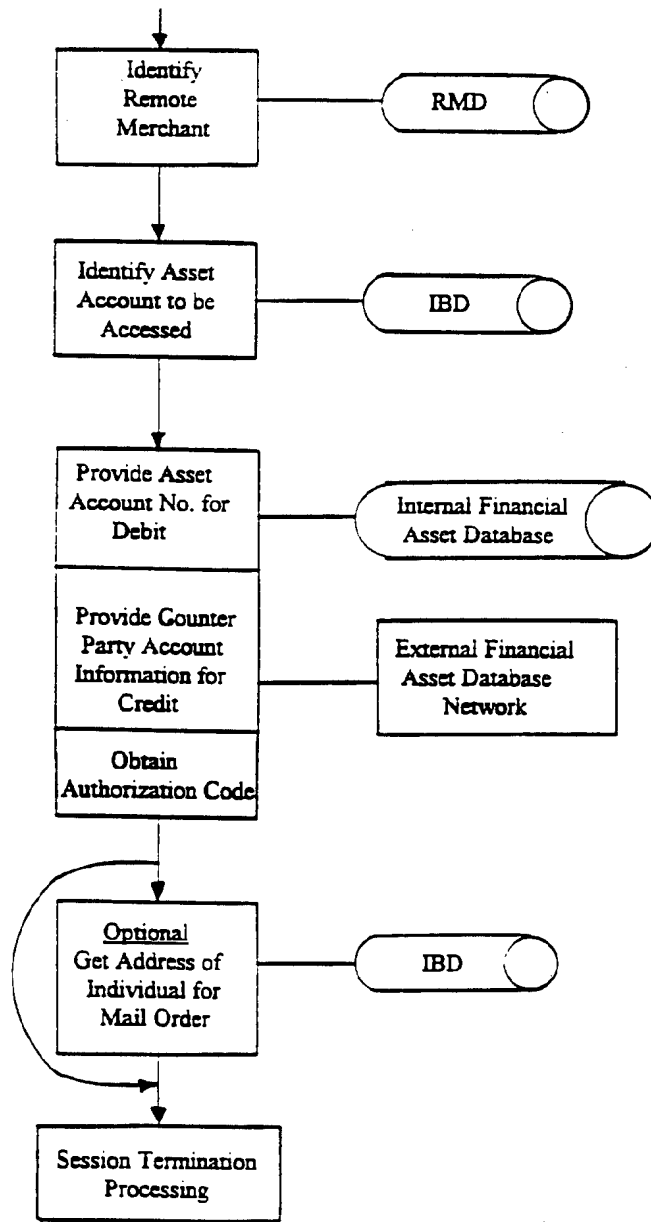 Identify
Remote
Merchant
RMD
Identify Asset
Account to be
Accessed
IBD
Provide Asset
Account No. for
Debit
Internal Financial
Asset Database
Provide Counter
Party Account
Information for
Credit
External Financial
Asset Database
Network
Obtain
Authorization Code
Optional
Get Address of
Individual for
Mail Order
IBD
Session Termination
Processing